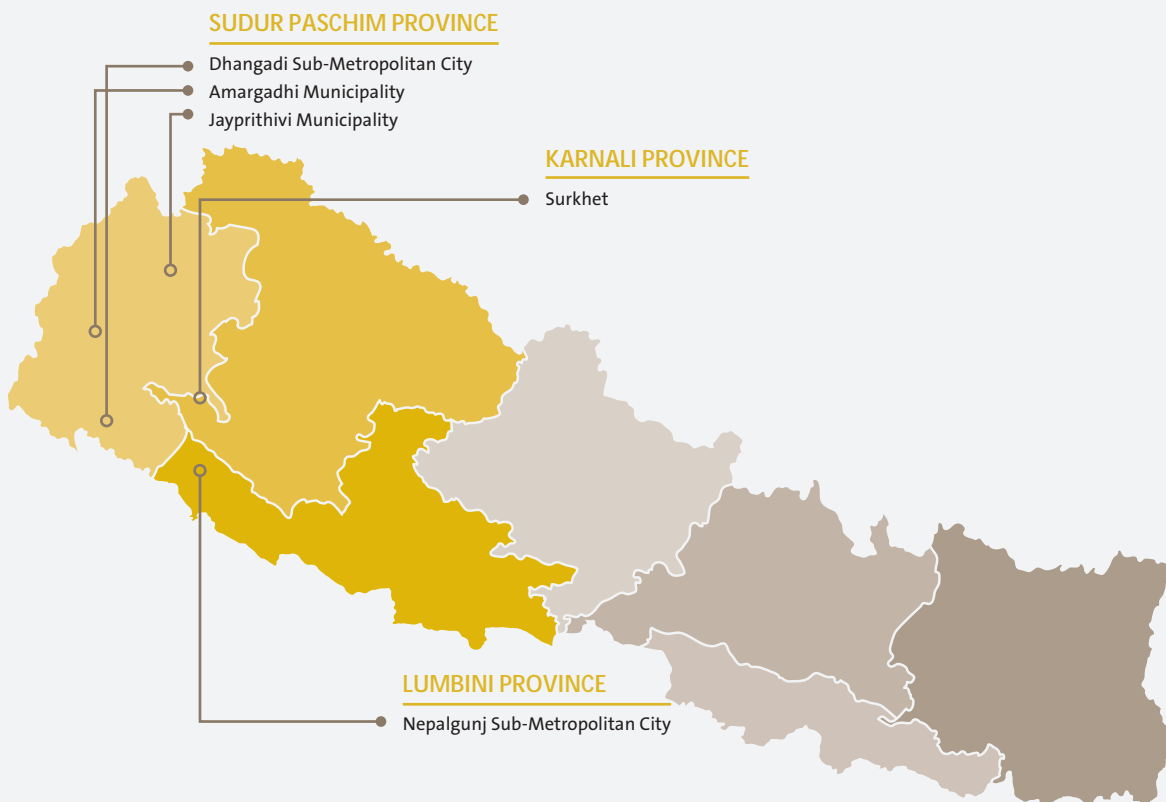 SUDUR PASCHIM PROVINCE
Dhangadi Sub-Metropolitan City
Amargadhi Municipality
Jayprithivi Municipality
KARNALI PROVINCE
Surkhet
LUMBINI PROVINCE
Nepalgunj Sub-Metropolitan City